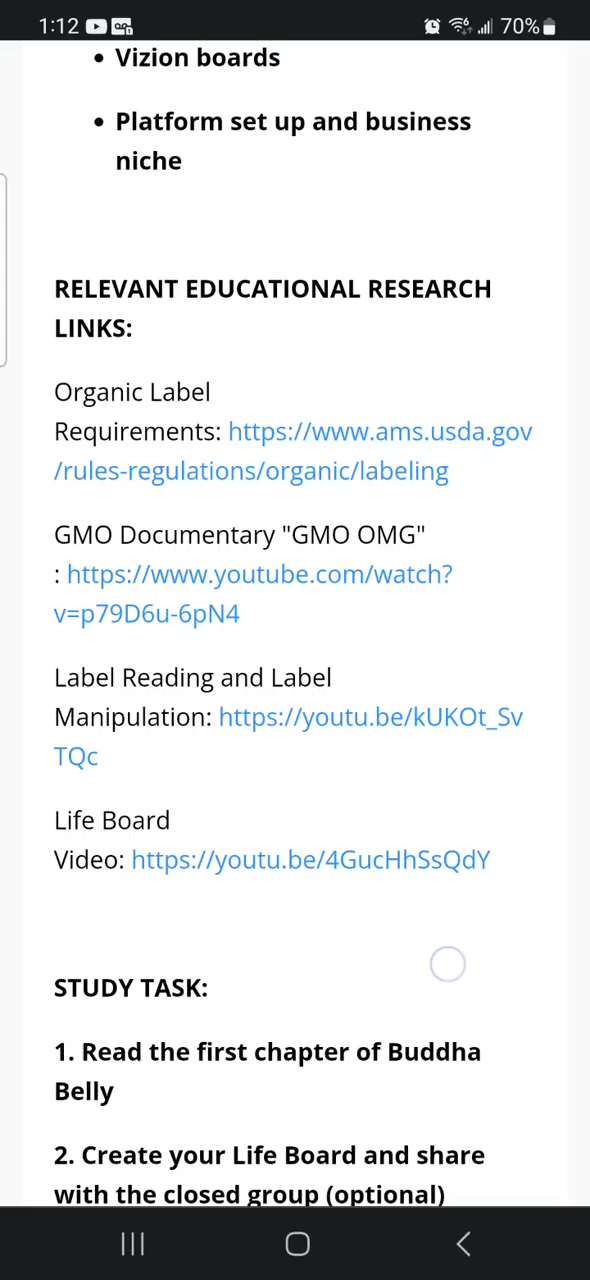 1:12
70%
• Vizion boards
• Platform set up and business
niche
RELEVANT EDUCATIONAL RESEARCH
LINKS:
Organic Label
Requirements: https://www.ams.usda.gov
/rules-regulations/organic/labeling
GMO Documentary "GMO OMG"
: https://www.youtube.com/watch?
v=p79D6u-6pN4
Label Reading and Label
Manipulation: https://youtu.be/kUKOt_Sv
TQc
Life Board
Video: https://youtu.be/4GucHhSsQdY
STUDY TASK:
1. Read the first chapter of Buddha
Belly
2. Create your Life Board and share
with the closed group (optional)